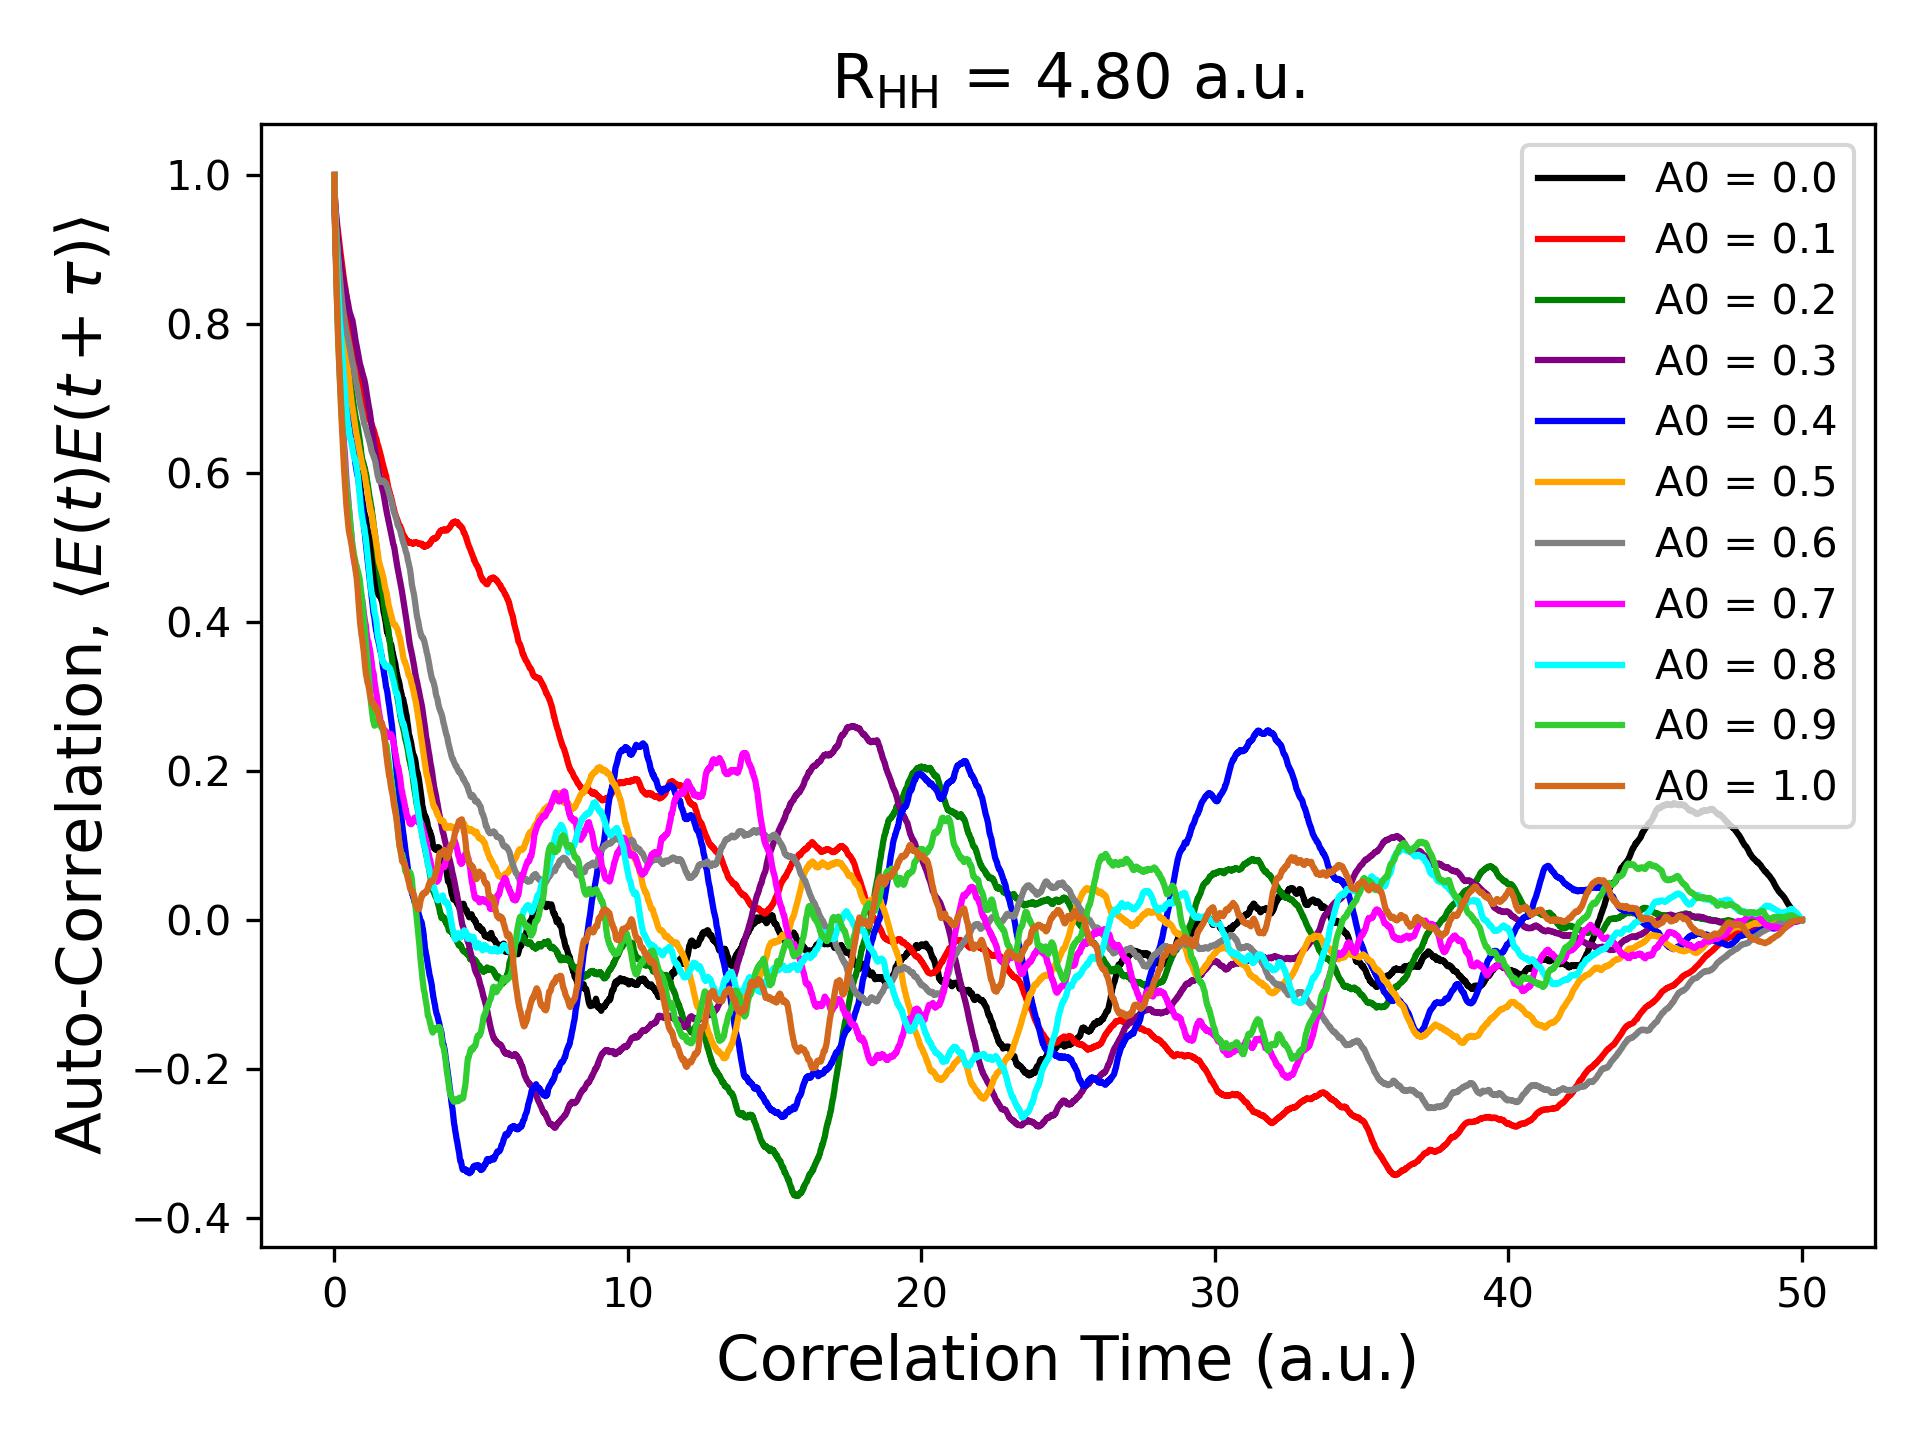 R_HH = 4.80 a.u.
Auto-Correlation, ⟨E(t)E(t + τ)⟩
1.0
0.8
0.6
0.4
0.2
0.0
−0.2
−0.4
A0 = 0.0
A0 = 0.1
A0 = 0.2
A0 = 0.3
A0 = 0.4
A0 = 0.5
A0 = 0.6
A0 = 0.7
A0 = 0.8
A0 = 0.9
A0 = 1.0
0 10 20 30 40 50
Correlation Time (a.u.)